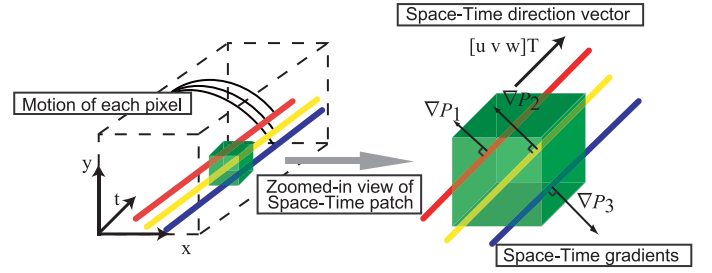 Space-Time direction vector
[u v w]T
Motion of each pixel
∇P1
∇P2
y
t
x
Zoomed-in view of
Space-Time patch
∇P3
Space-Time gradients